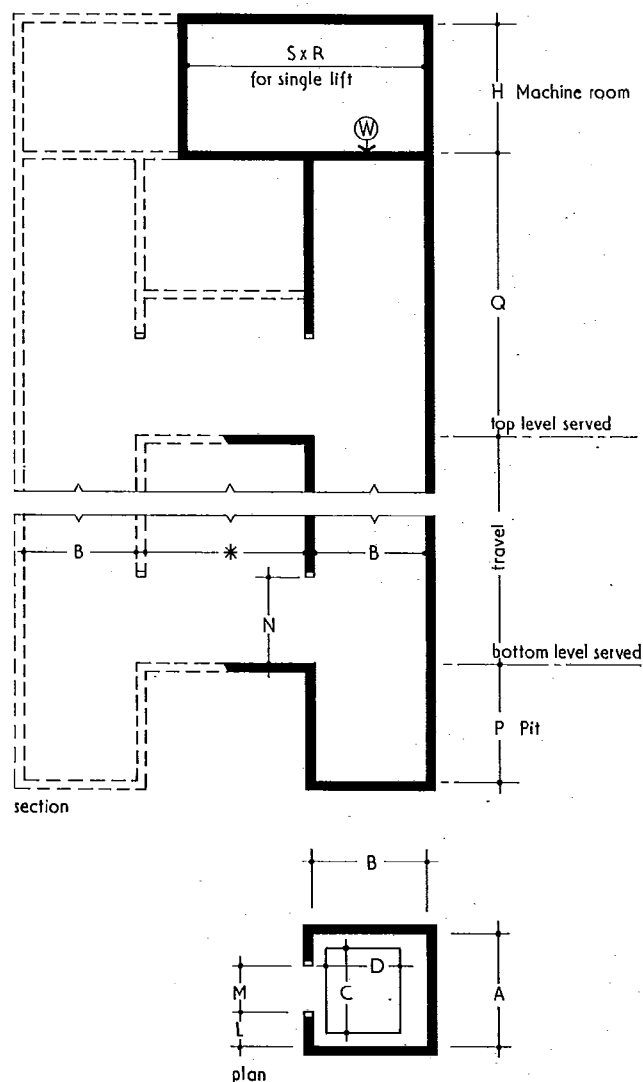 S x R
for single lift
H Machine room
W
Q
top level served
B
*
B
travel
N
bottom level served
P Pit
section
B
D
C
M
L
A
plan